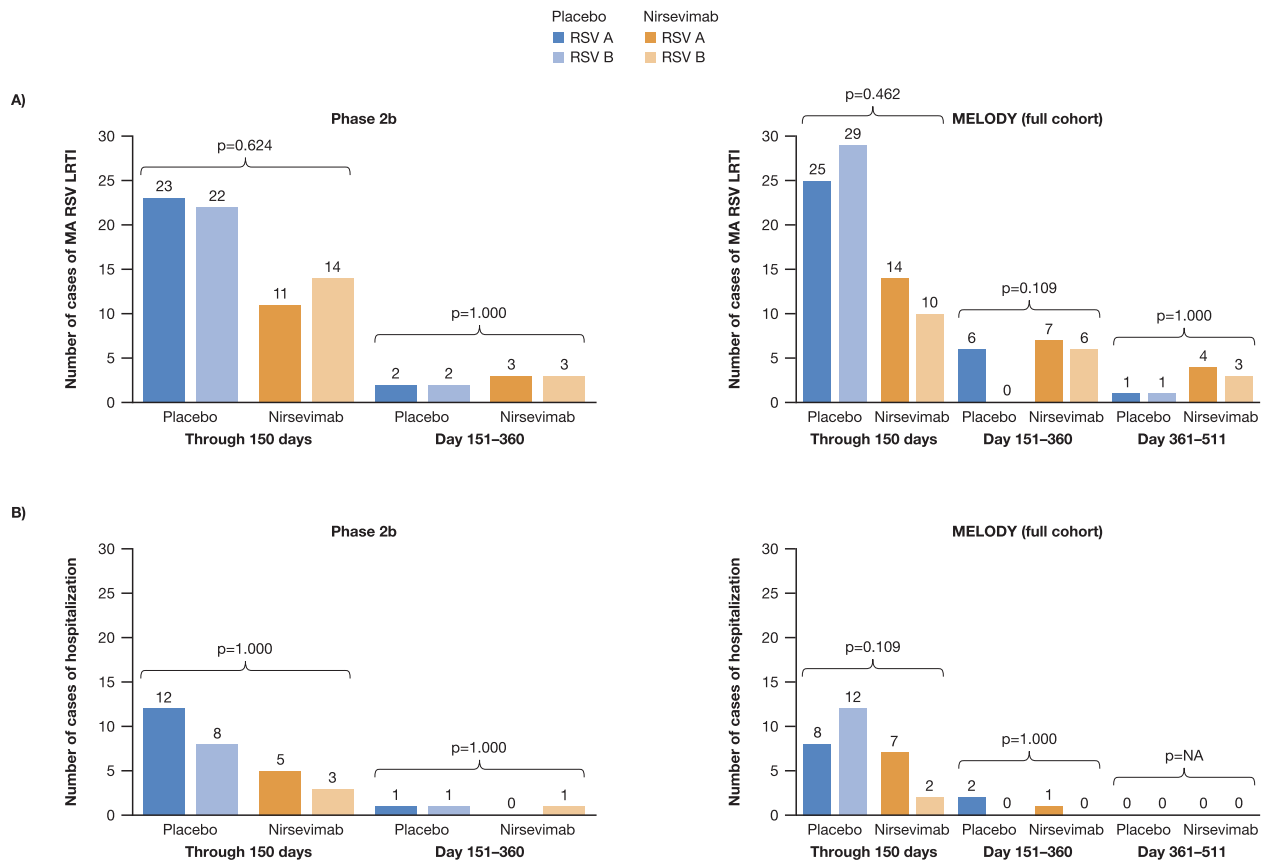 Placebo Nirsevimab
RSV A RSV A
RSV B RSV B
A)
Phase 2b
Number of cases of MA RSV LRTI
30
25
20
15
10
5
0
p=0.624
23 22 11 14
p=1.000
2 2 3 3
Placebo Nirsevimab Placebo Nirsevimab
Through 150 days Day 151–360
MELODY (full cohort)
Number of cases of MA RSV LRTI
30
25
20
15
10
5
0
p=0.462
25 29 14 10
p=0.109
6 0 7 6
p=1.000
1 1 4 3
Placebo Nirsevimab Placebo Nirsevimab Placebo Nirsevimab
Through 150 days Day 151–360 Day 361–511
B)
Phase 2b
Number of cases of hospitalization
30
25
20
15
10
5
0
p=1.000
12 8 5 3
p=1.000
1 1 0 1
Placebo Nirsevimab Placebo Nirsevimab
Through 150 days Day 151–360
MELODY (full cohort)
Number of cases of hospitalization
30
25
20
15
10
5
0
p=0.109
8 12 7 2
p=1.000
2 0 1 0
p=NA
0 0 0 0
Placebo Nirsevimab Placebo Nirsevimab Placebo Nirsevimab
Through 150 days Day 151–360 Day 361–511